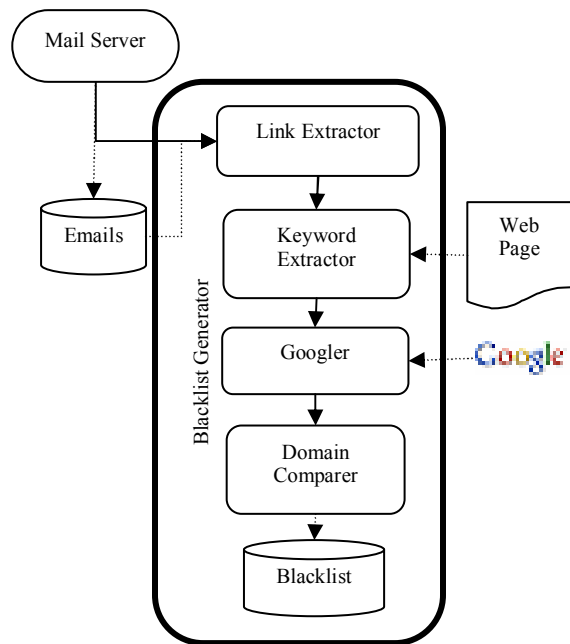 Mail Server
Link Extractor
Emails
Keyword
Extractor
Web
Page
Blacklist Generator
Googler
Google
Domain
Comparer
Blacklist